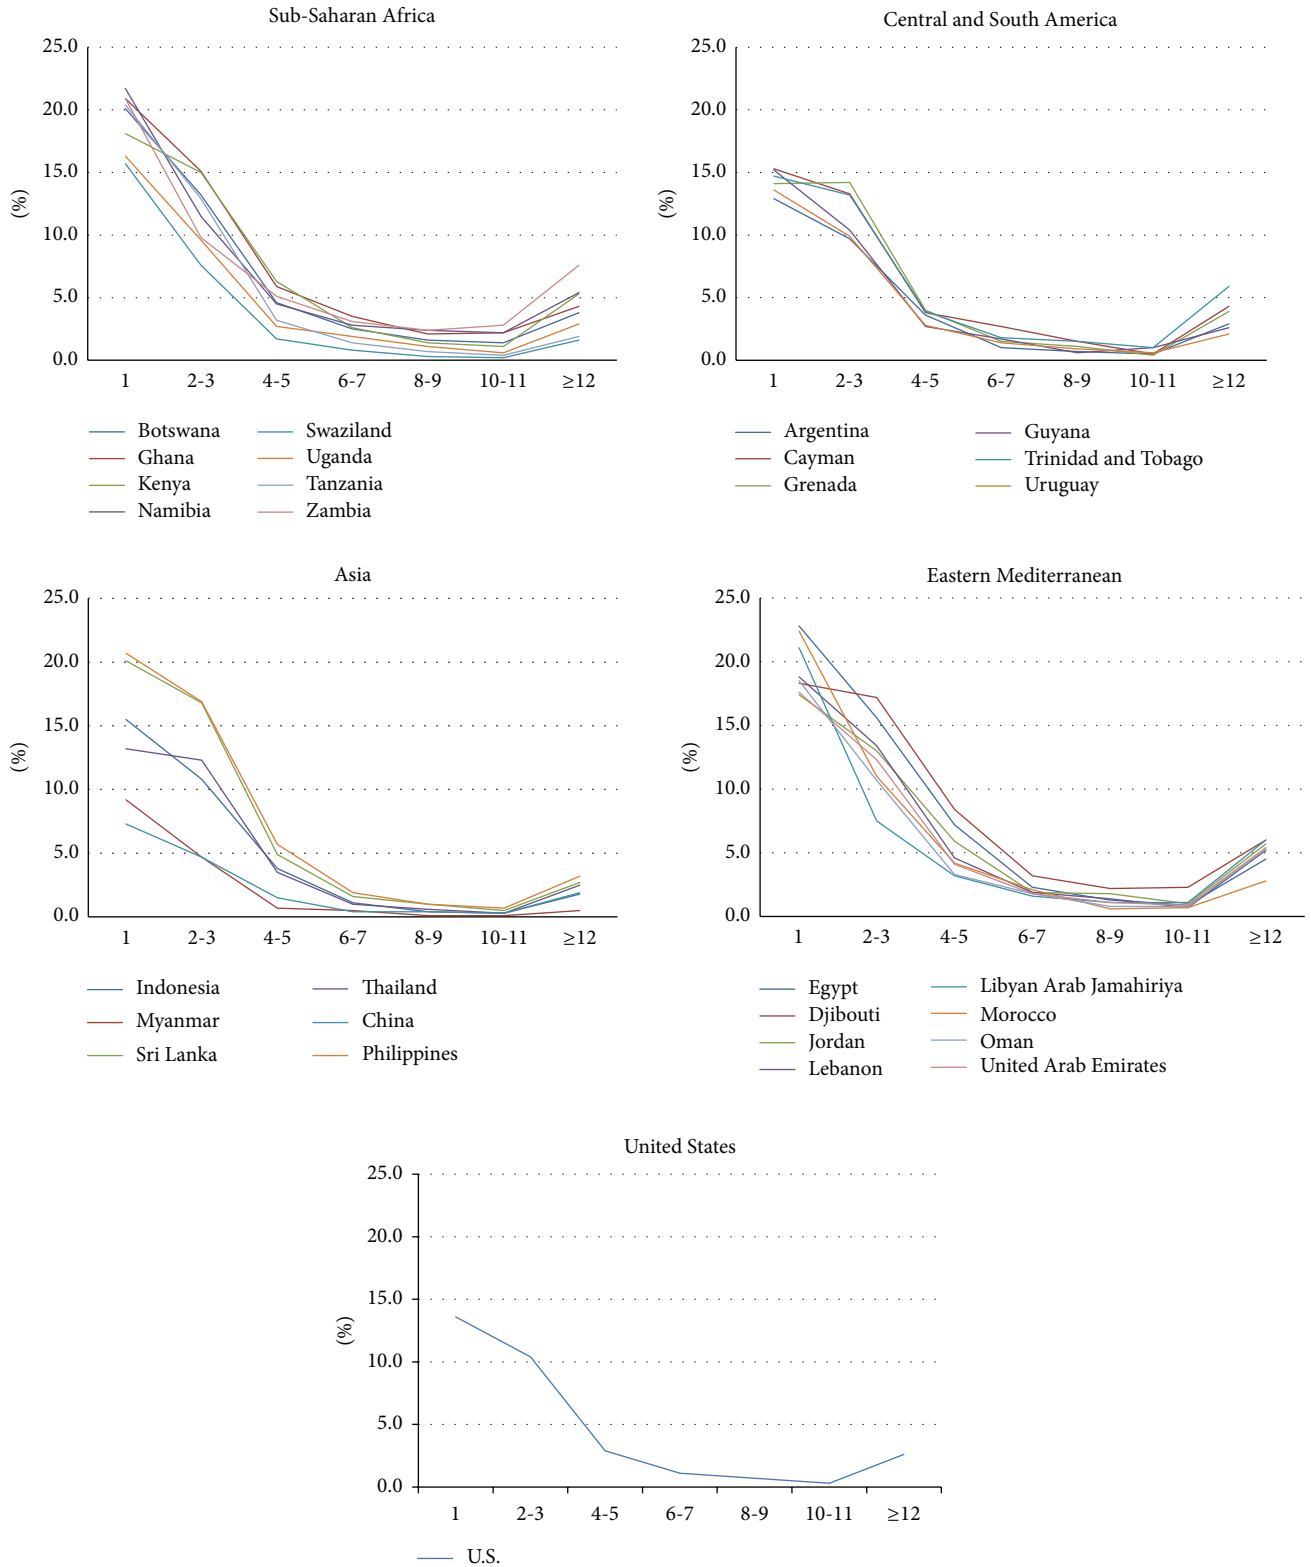 Sub-Saharan Africa
25.0
20.0
15.0
10.0
5.0
0.0
(%)
1 2-3 4-5 6-7 8-9 10-11 ≥12
Botswana
Ghana
Kenya
Namibia
Swaziland
Uganda
Tanzania
Zambia
Central and South America
25.0
20.0
15.0
10.0
5.0
0.0
(%)
1 2-3 4-5 6-7 8-9 10-11 ≥12
Argentina
Cayman
Grenada
Guyana
Trinidad and Tobago
Uruguay
Asia
25.0
20.0
15.0
10.0
5.0
0.0
(%)
1 2-3 4-5 6-7 8-9 10-11 ≥12
Indonesia
Myanmar
Sri Lanka
Thailand
China
Philippines
Eastern Mediterranean
25.0
20.0
15.0
10.0
5.0
0.0
(%)
1 2-3 4-5 6-7 8-9 10-11 ≥12
Egypt
Djibouti
Jordan
Lebanon
Libyan Arab Jamahiriya
Morocco
Oman
United Arab Emirates
United States
25.0
20.0
15.0
10.0
5.0
0.0
(%)
1 2-3 4-5 6-7 8-9 10-11 ≥12
U.S.